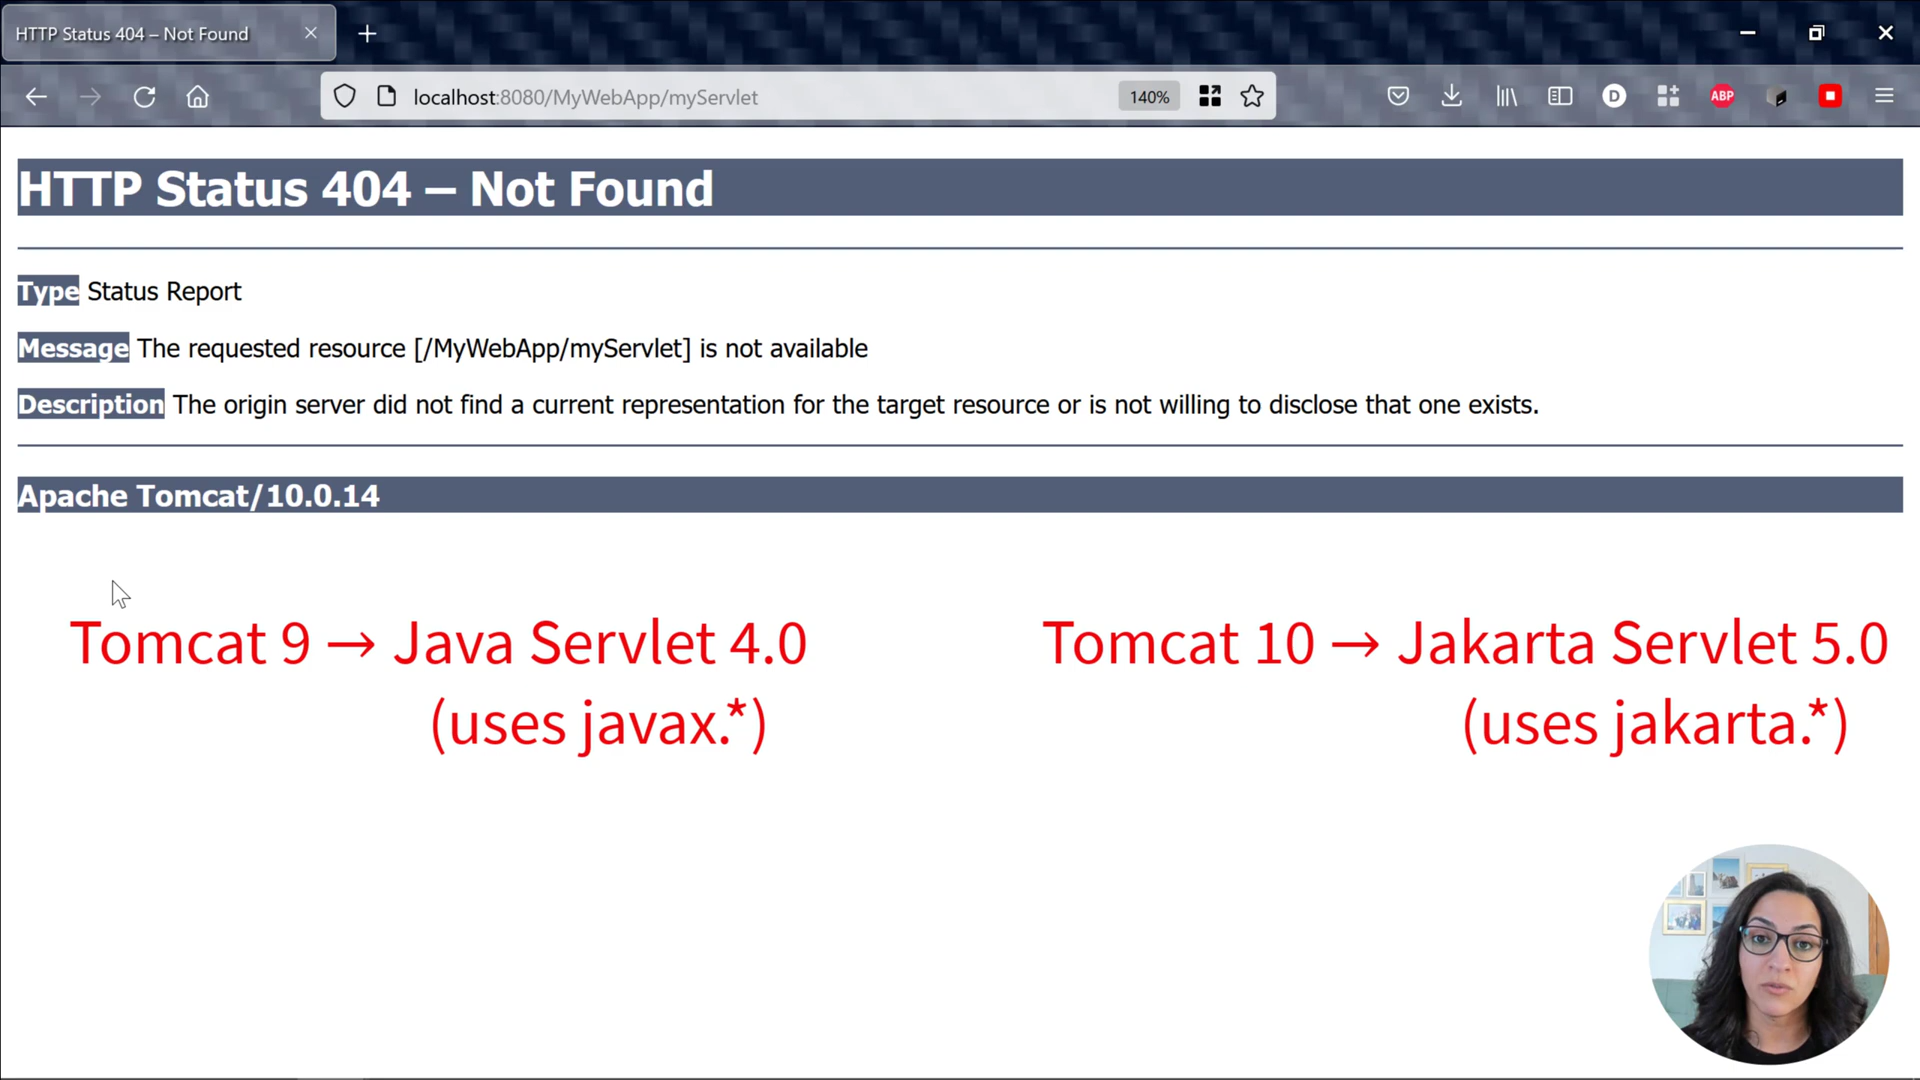 HTTP Status 404 – Not Found
localhost:8080/MyWebApp/myServlet
140%
D
ABP
HTTP Status 404 – Not Found
Type Status Report
Message The requested resource [/MyWebApp/myServlet] is not available
Description The origin server did not find a current representation for the target resource or is not willing to disclose that one exists.
Apache Tomcat/10.0.14
Tomcat 9 → Java Servlet 4.0
(uses javax.*)
Tomcat 10 → Jakarta Servlet 5.0
(uses jakarta.*)